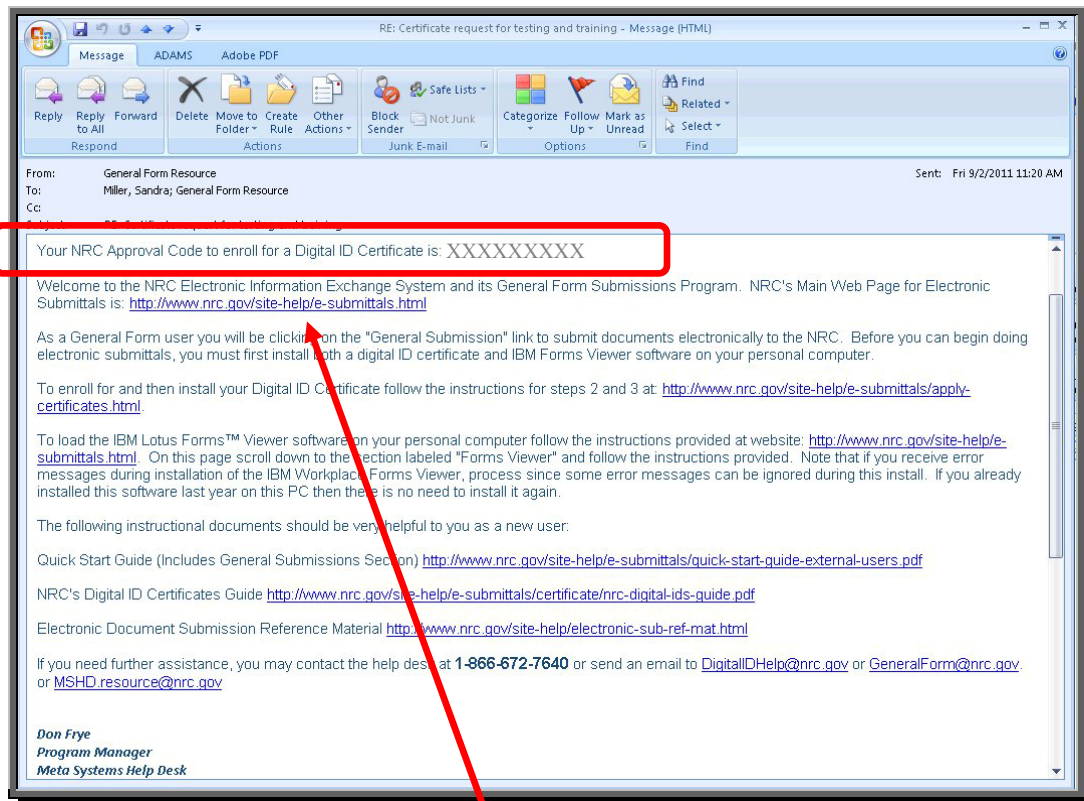 RE: Certificate request for testing and training - Message (HTML)
Message ADAMS Adobe PDF
Reply Reply to All Forward Delete Move to Folder Create Rule Other Actions Block Sender Safe Lists Not Junk Categorize Follow Up Mark as Unread Find Related Select
Respond Actions Junk E-mail Options Find
From: General Form Resource Sent: Fri 9/2/2011 11:20 AM
To: Miller, Sandra; General Form Resource
Cc:
Subject: RE: Certificate request for testing and training
Your NRC Approval Code to enroll for a Digital ID Certificate is: XXXXXXXXX
Welcome to the NRC Electronic Information Exchange System and its General Form Submissions Program. NRC's Main Web Page for Electronic
Submittals is: http://www.nrc.gov/site-help/e-submittals.html
As a General Form user you will be clicking on the "General Submission" link to submit documents electronically to the NRC. Before you can begin doing
electronic submittals, you must first install both a digital ID certificate and IBM Forms Viewer software on your personal computer.
To enroll for and then install your Digital ID Certificate follow the instructions for steps 2 and 3 at: http://www.nrc.gov/site-help/e-submittals/apply-
certificates.html.
To load the IBM Lotus Forms™ Viewer software on your personal computer follow the instructions provided at website: http://www.nrc.gov/site-help/e-
submittals.html. On this page scroll down to the section labeled "Forms Viewer" and follow the instructions provided. Note that if you receive error
messages during installation of the IBM Workplace Forms Viewer, process since some error messages can be ignored during this install. If you already
installed this software last year on this PC then there is no need to install it again.
The following instructional documents should be very helpful to you as a new user:
Quick Start Guide (Includes General Submissions Section) http://www.nrc.gov/site-help/e-submittals/quick-start-guide-external-users.pdf
NRC's Digital ID Certificates Guide http://www.nrc.gov/site-help/e-submittals/certificate/nrc-digital-ids-guide.pdf
Electronic Document Submission Reference Material http://www.nrc.gov/site-help/electronic-sub-ref-mat.html
If you need further assistance, you may contact the help desk at 1-866-672-7640 or send an email to DigitalIDHelp@nrc.gov or GeneralForm@nrc.gov.
or MSHD.resource@nrc.gov
Don Frye
Program Manager
Meta Systems Help Desk